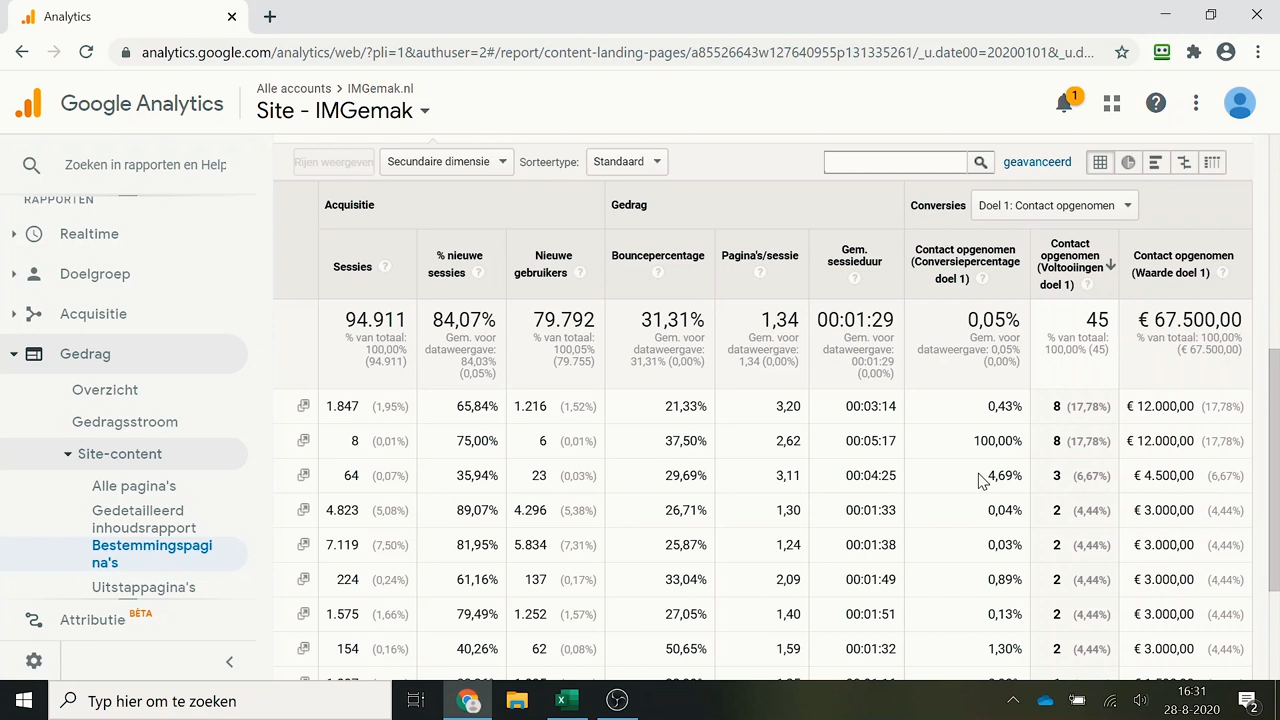 Analytics
analytics.google.com/analytics/web/?pli=1&authuser=2#/report/content-landing-pages/a85526643w127640955p131335261/_u.date00=20200101&_u.d...
Google Analytics
Alle accounts > IMGemak.nl
Site - IMGemak
1
Zoeken in rapporten en Help
RAPPORTEN
Realtime
Doelgroep
Acquisitie
Gedrag
Overzicht
Gedragsstroom
Site-content
Alle pagina's
Gedetailleerd
inhoudsrapport
Bestemmingspagi
na's
Uitstappagina's
Attributie BÈTA
Rijen weergeven Secundaire dimensie Sorteertype: Standaard geavanceerd
Acquisitie Gedrag Conversies Doel 1: Contact opgenomen
Sessies ?
% nieuwe
sessies ?
Nieuwe
gebruikers ?
Bouncepercentage
?
Pagina's/sessie
?
Gem.
sessieduur
?
Contact opgenomen
(Conversiepercentage
doel 1) ?
Contact
opgenomen
(Voltooiingen
doel 1) ?
Contact opgenomen
(Waarde doel 1) ?
94.911
% van totaal:
100,00%
(94.911)
84,07%
Gem. voor
dataweergave:
84,03%
(0,05%)
79.792
% van totaal:
100,05%
(79.755)
31,31%
Gem. voor
dataweergave:
31,31% (0,00%)
1,34
Gem. voor
dataweergave:
1,34 (0,00%)
00:01:29
Gem. voor
dataweergave:
00:01:29
(0,00%)
0,05%
Gem. voor
dataweergave: 0,05%
(0,00%)
45
% van totaal:
100,00% (45)
€ 67.500,00
% van totaal: 100,00%
(€ 67.500,00)
1.847 (1,95%) 65,84% 1.216 (1,52%) 21,33% 3,20 00:03:14 0,43% 8 (17,78%) € 12.000,00 (17,78%)
8 (0,01%) 75,00% 6 (0,01%) 37,50% 2,62 00:05:17 100,00% 8 (17,78%) € 12.000,00 (17,78%)
64 (0,07%) 35,94% 23 (0,03%) 29,69% 3,11 00:04:25 4,69% 3 (6,67%) € 4.500,00 (6,67%)
4.823 (5,08%) 89,07% 4.296 (5,38%) 26,71% 1,30 00:01:33 0,04% 2 (4,44%) € 3.000,00 (4,44%)
7.119 (7,50%) 81,95% 5.834 (7,31%) 25,87% 1,24 00:01:38 0,03% 2 (4,44%) € 3.000,00 (4,44%)
224 (0,24%) 61,16% 137 (0,17%) 33,04% 2,09 00:01:49 0,89% 2 (4,44%) € 3.000,00 (4,44%)
1.575 (1,66%) 79,49% 1.252 (1,57%) 27,05% 1,40 00:01:51 0,13% 2 (4,44%) € 3.000,00 (4,44%)
154 (0,16%) 40,26% 62 (0,08%) 50,65% 1,59 00:01:32 1,30% 2 (4,44%) € 3.000,00 (4,44%)
Typ hier om te zoeken
16:31
28-8-2020
2